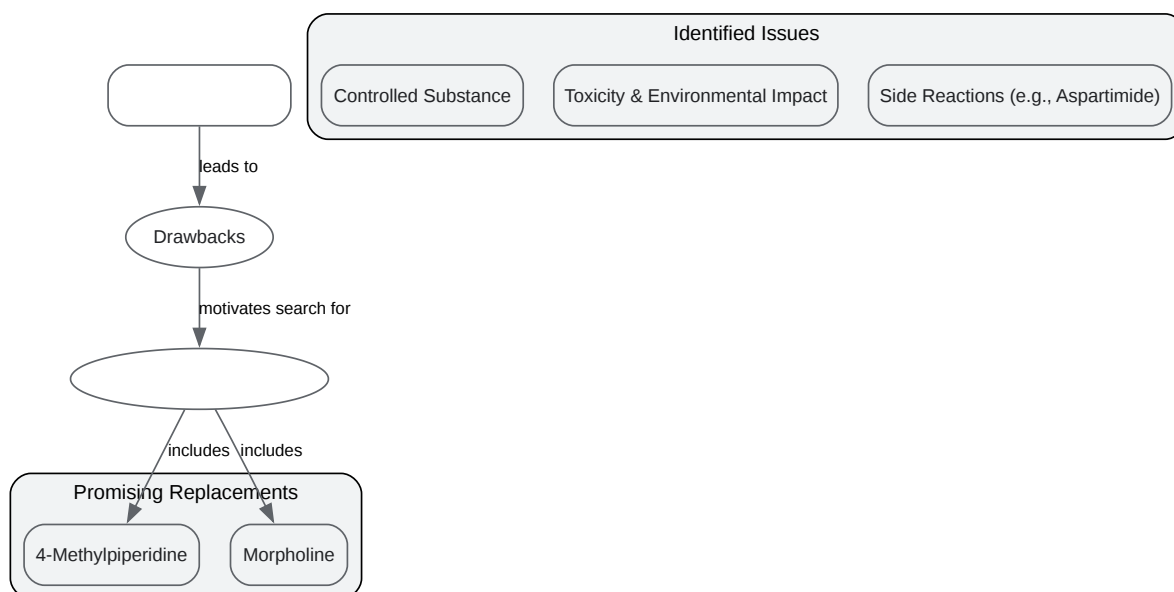 Identified Issues
Controlled Substance
Toxicity & Environmental Impact
Side Reactions (e.g., Aspartimide)
leads to
Drawbacks
motivates search for
includes
includes
Promising Replacements
4-Methylpiperidine
Morpholine